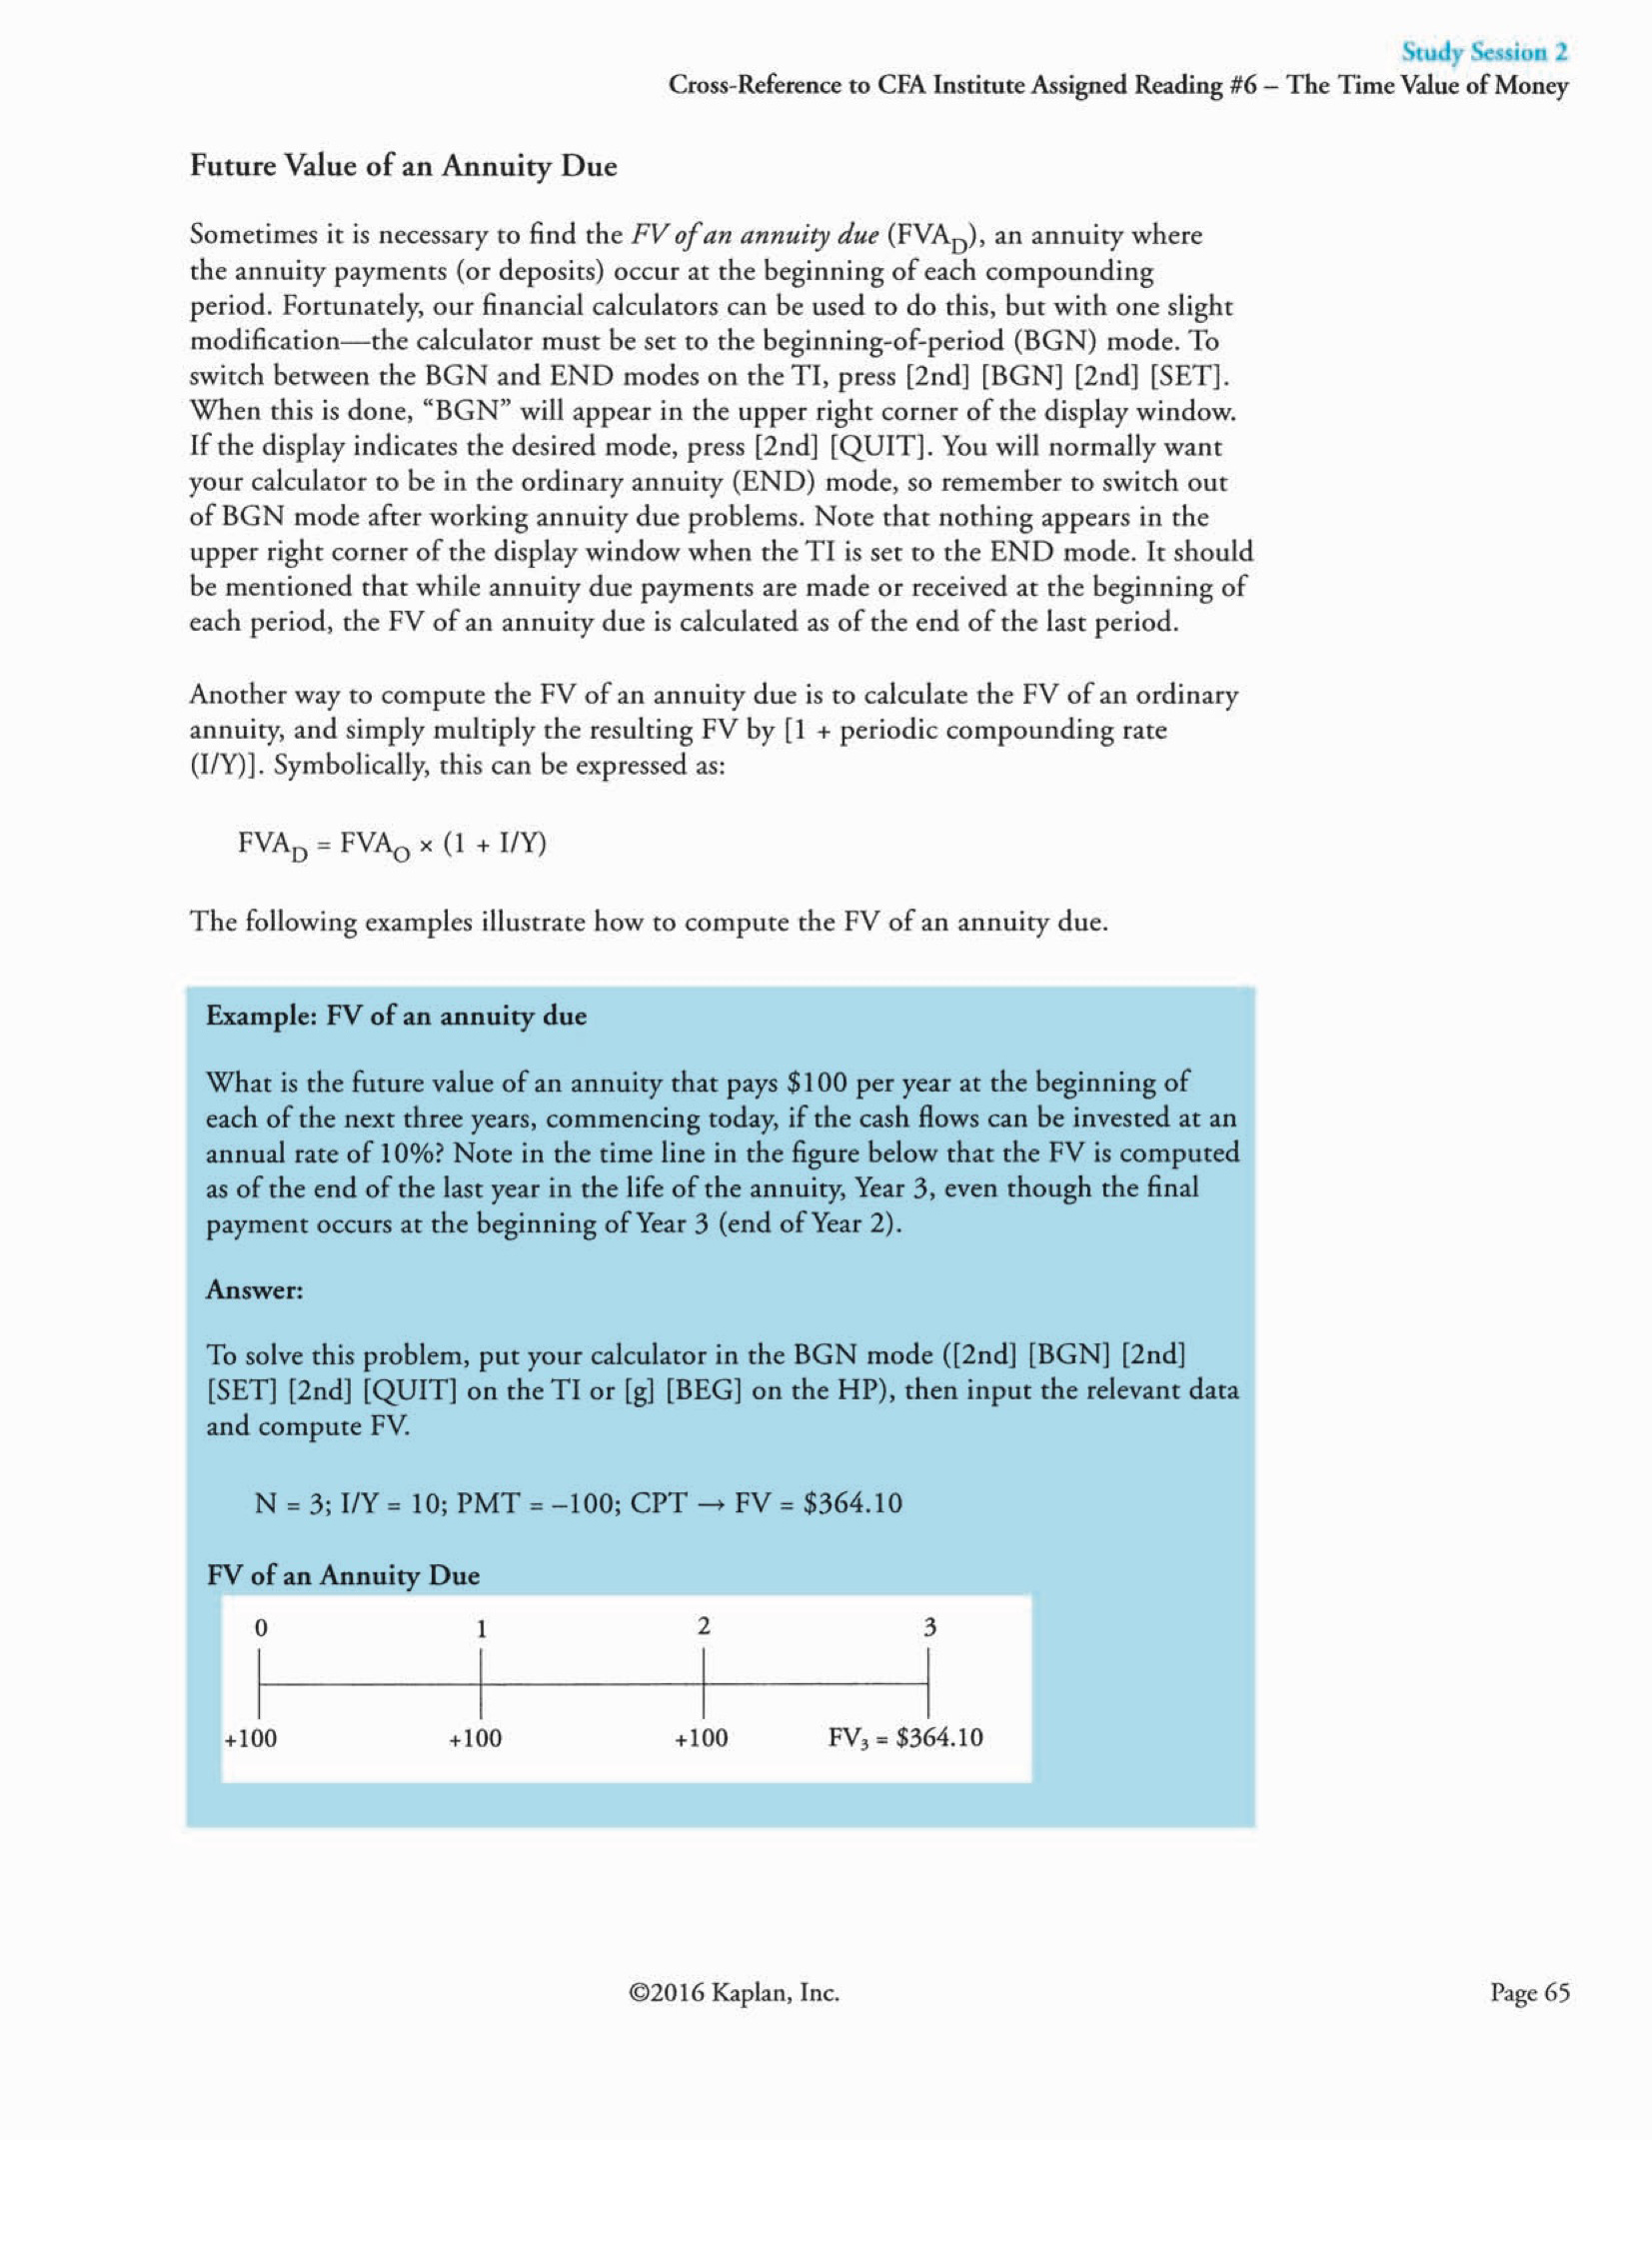 Study Session 2
Cross-Reference to CFA Institute Assigned Reading #6 – The Time Value of Money
Future Value of an Annuity Due
Sometimes it is necessary to find the FV of an annuity due (FVA_D), an annuity where
the annuity payments (or deposits) occur at the beginning of each compounding
period. Fortunately, our financial calculators can be used to do this, but with one slight
modification—the calculator must be set to the beginning-of-period (BGN) mode. To
switch between the BGN and END modes on the TI, press [2nd] [BGN] [2nd] [SET].
When this is done, “BGN” will appear in the upper right corner of the display window.
If the display indicates the desired mode, press [2nd] [QUIT]. You will normally want
your calculator to be in the ordinary annuity (END) mode, so remember to switch out
of BGN mode after working annuity due problems. Note that nothing appears in the
upper right corner of the display window when the TI is set to the END mode. It should
be mentioned that while annuity due payments are made or received at the beginning of
each period, the FV of an annuity due is calculated as of the end of the last period.
Another way to compute the FV of an annuity due is to calculate the FV of an ordinary
annuity, and simply multiply the resulting FV by [1 + periodic compounding rate
(I/Y)]. Symbolically, this can be expressed as:
FVA_D = FVA_O × (1 + I/Y)
The following examples illustrate how to compute the FV of an annuity due.
Example: FV of an annuity due
What is the future value of an annuity that pays $100 per year at the beginning of
each of the next three years, commencing today, if the cash flows can be invested at an
annual rate of 10%? Note in the time line in the figure below that the FV is computed
as of the end of the last year in the life of the annuity, Year 3, even though the final
payment occurs at the beginning of Year 3 (end of Year 2).
Answer:
To solve this problem, put your calculator in the BGN mode ([2nd] [BGN] [2nd]
[SET] [2nd] [QUIT] on the TI or [g] [BEG] on the HP), then input the relevant data
and compute FV.
N = 3; I/Y = 10; PMT = –100; CPT → FV = $364.10
FV of an Annuity Due
0 1 2 3
+100 +100 +100 FV₃ = $364.10
©2016 Kaplan, Inc.
Page 65